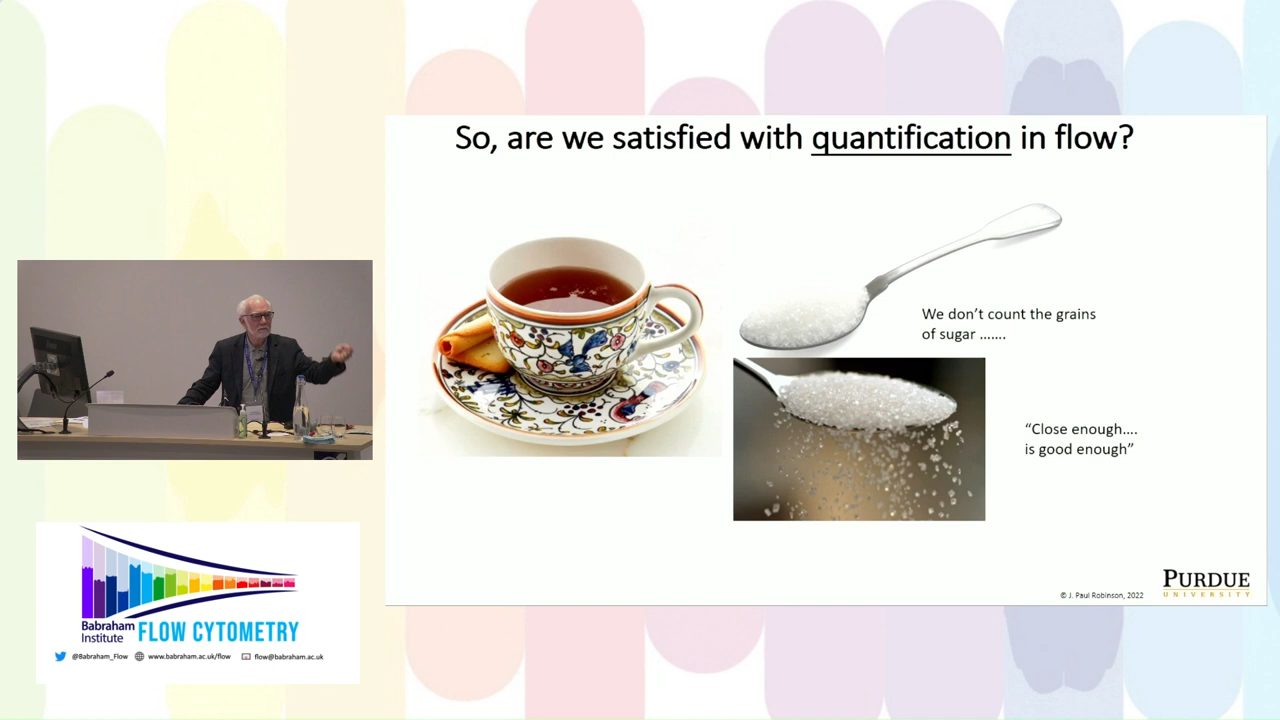 So, are we satisfied with quantification in flow?
We don’t count the grains
of sugar .......
“Close enough....
is good enough”
© J. Paul Robinson, 2022
PURDUE
UNIVERSITY
Babraham
Institute
FLOW CYTOMETRY
@Babraham_Flow
www.babraham.ac.uk/flow
flow@babraham.ac.uk